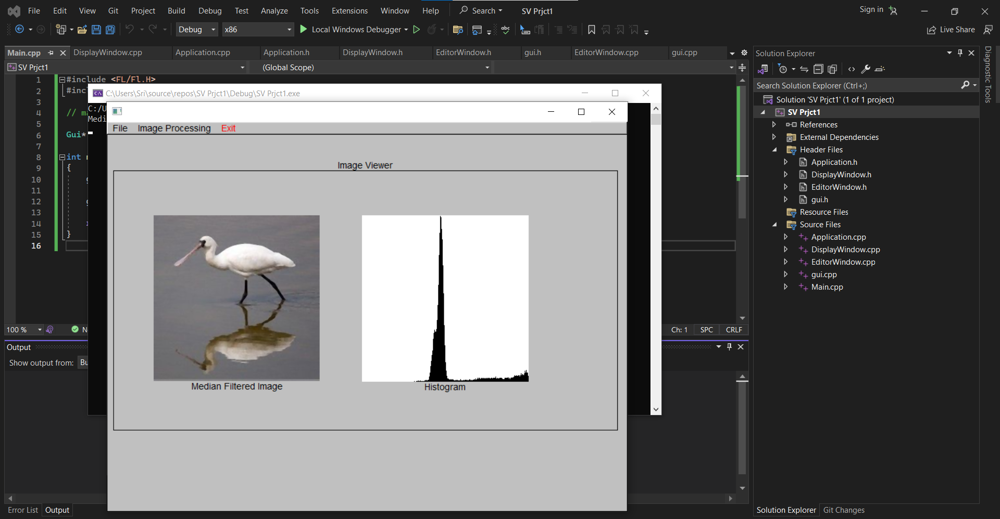 File Edit View Git Project Build Debug Test Analyze Tools Extensions Window Help Search SV Prjct1 Sign in
Debug x86 Local Windows Debugger Live Share
Main.cpp DisplayWindow.cpp Application.cpp Application.h DisplayWindow.h EditorWindow.h gui.h EditorWindow.cpp gui.cpp
SV Prjct1 (Global Scope)
1 #include <FL/Fl.H>
2 #incl
3
4 // m
5
6 Gui*
7
8 int
9 {
10
11
12
13
14
15 }
16
C:\Users\Sri\source\repos\SV Prjct1\Debug\SV Prjct1.exe
C:/U
Medi
File Image Processing Exit
Image Viewer
Median Filtered Image
Histogram
100 % N Ch: 1 SPC CRLF
Output
Show output from: Bu
Error List Output
Solution Explorer
Search Solution Explorer (Ctrl+;)
Solution 'SV Prjct1' (1 of 1 project)
SV Prjct1
References
External Dependencies
Header Files
Application.h
DisplayWindow.h
EditorWindow.h
gui.h
Resource Files
Source Files
Application.cpp
DisplayWindow.cpp
EditorWindow.cpp
gui.cpp
Main.cpp
Solution Explorer Git Changes
Diagnostic Tools